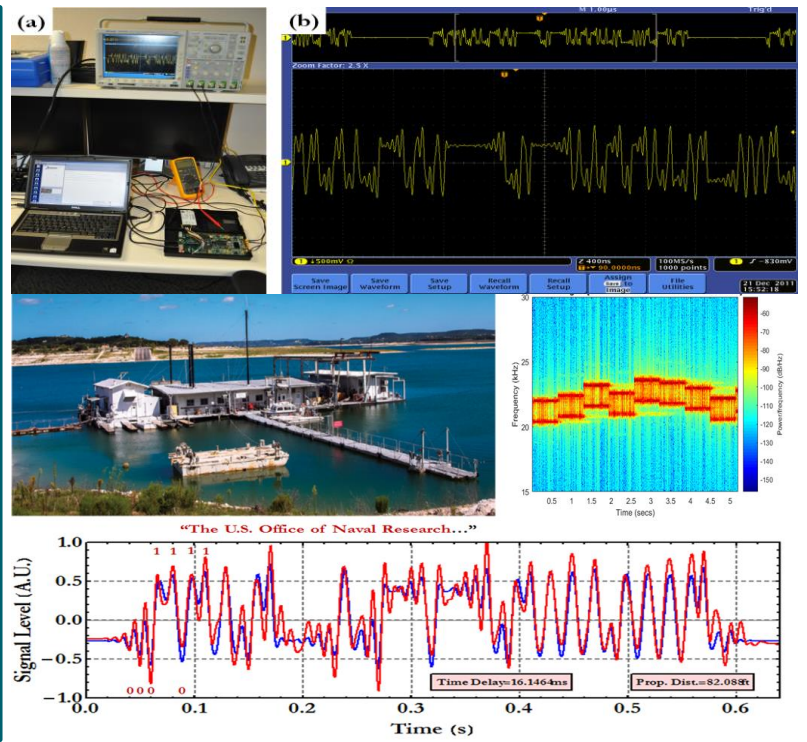 (a)
(b)
M 1.00µs
Trig'd
1
Zoom Factor: 2.5 X
1
1 500mV Ω
Z 400ns
90.0000ns
100MS/s
1000 points
1 -830mV
Save
Screen Image
Save
Waveform
Save
Setup
Recall
Waveform
Recall
Setup
Assign
Save to
Image
File
Utilities
21 Dec 2011
15:52:18
30
25
20
15
Frequency (kHz)
0.5 1 1.5 2 2.5 3 3.5 4 4.5 5
Time (secs)
-60
-70
-80
-90
-100
-110
-120
-130
-140
-150
Power/frequency (dB/Hz)
“The U.S. Office of Naval Research...”
Signal Level (A.U.)
1.0
0.5
0.0
−0.5
−1.0
1 1 1 1
0 0 0 0
Time Delay=16.1464ms
Prop. Dist.=82.088ft
0.0 0.1 0.2 0.3 0.4 0.5 0.6
Time (s)